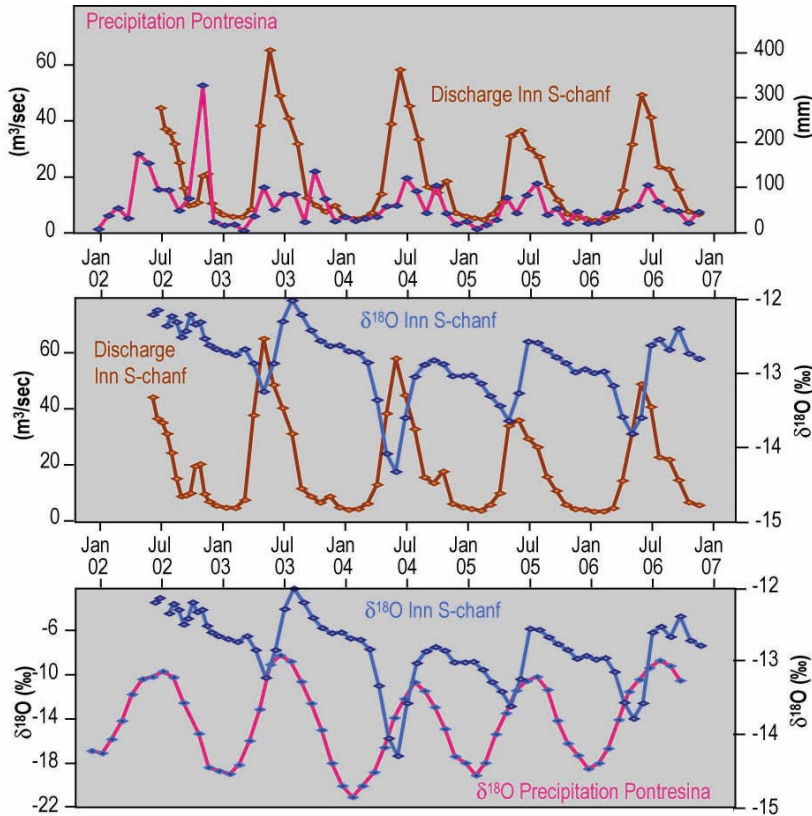 Precipitation Pontresina
60
40
20
0
(m³/sec)
Discharge Inn S-chanf
400
300
200
100
0
(mm)
Jan 02
Jul 02
Jan 03
Jul 03
Jan 04
Jul 04
Jan 05
Jul 05
Jan 06
Jul 06
Jan 07
60
40
20
0
(m³/sec)
Discharge
Inn S-chanf
δ¹⁸O Inn S-chanf
-12
-13
-14
-15
δ¹⁸O (‰)
Jan 02
Jul 02
Jan 03
Jul 03
Jan 04
Jul 04
Jan 05
Jul 05
Jan 06
Jul 06
Jan 07
-6
-10
-14
-18
-22
δ¹⁸O (‰)
δ¹⁸O Inn S-chanf
δ¹⁸O Precipitation Pontresina
-12
-13
-14
-15
δ¹⁸O (‰)